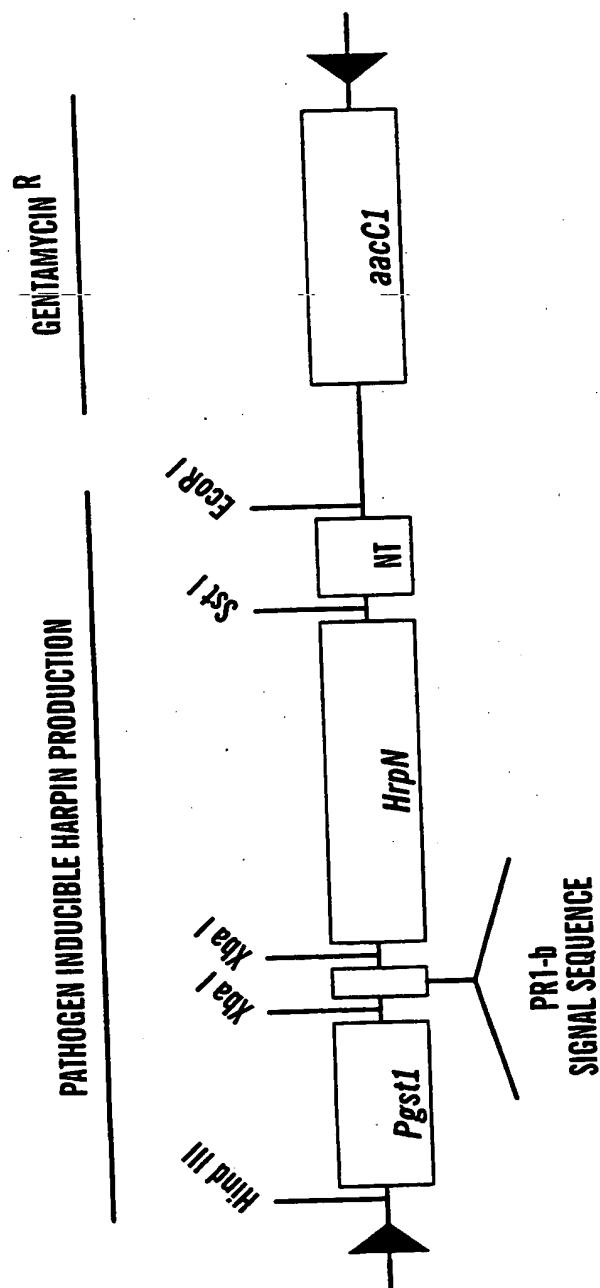 PATHOGEN INDUCIBLE HARPIN PRODUCTION
GENTAMYCIN R
Hind III
Xba I
Xba I
Sst I
EcoR I
Pgst1
HrpN
NT
aacC1
PR1-b
SIGNAL SEQUENCE